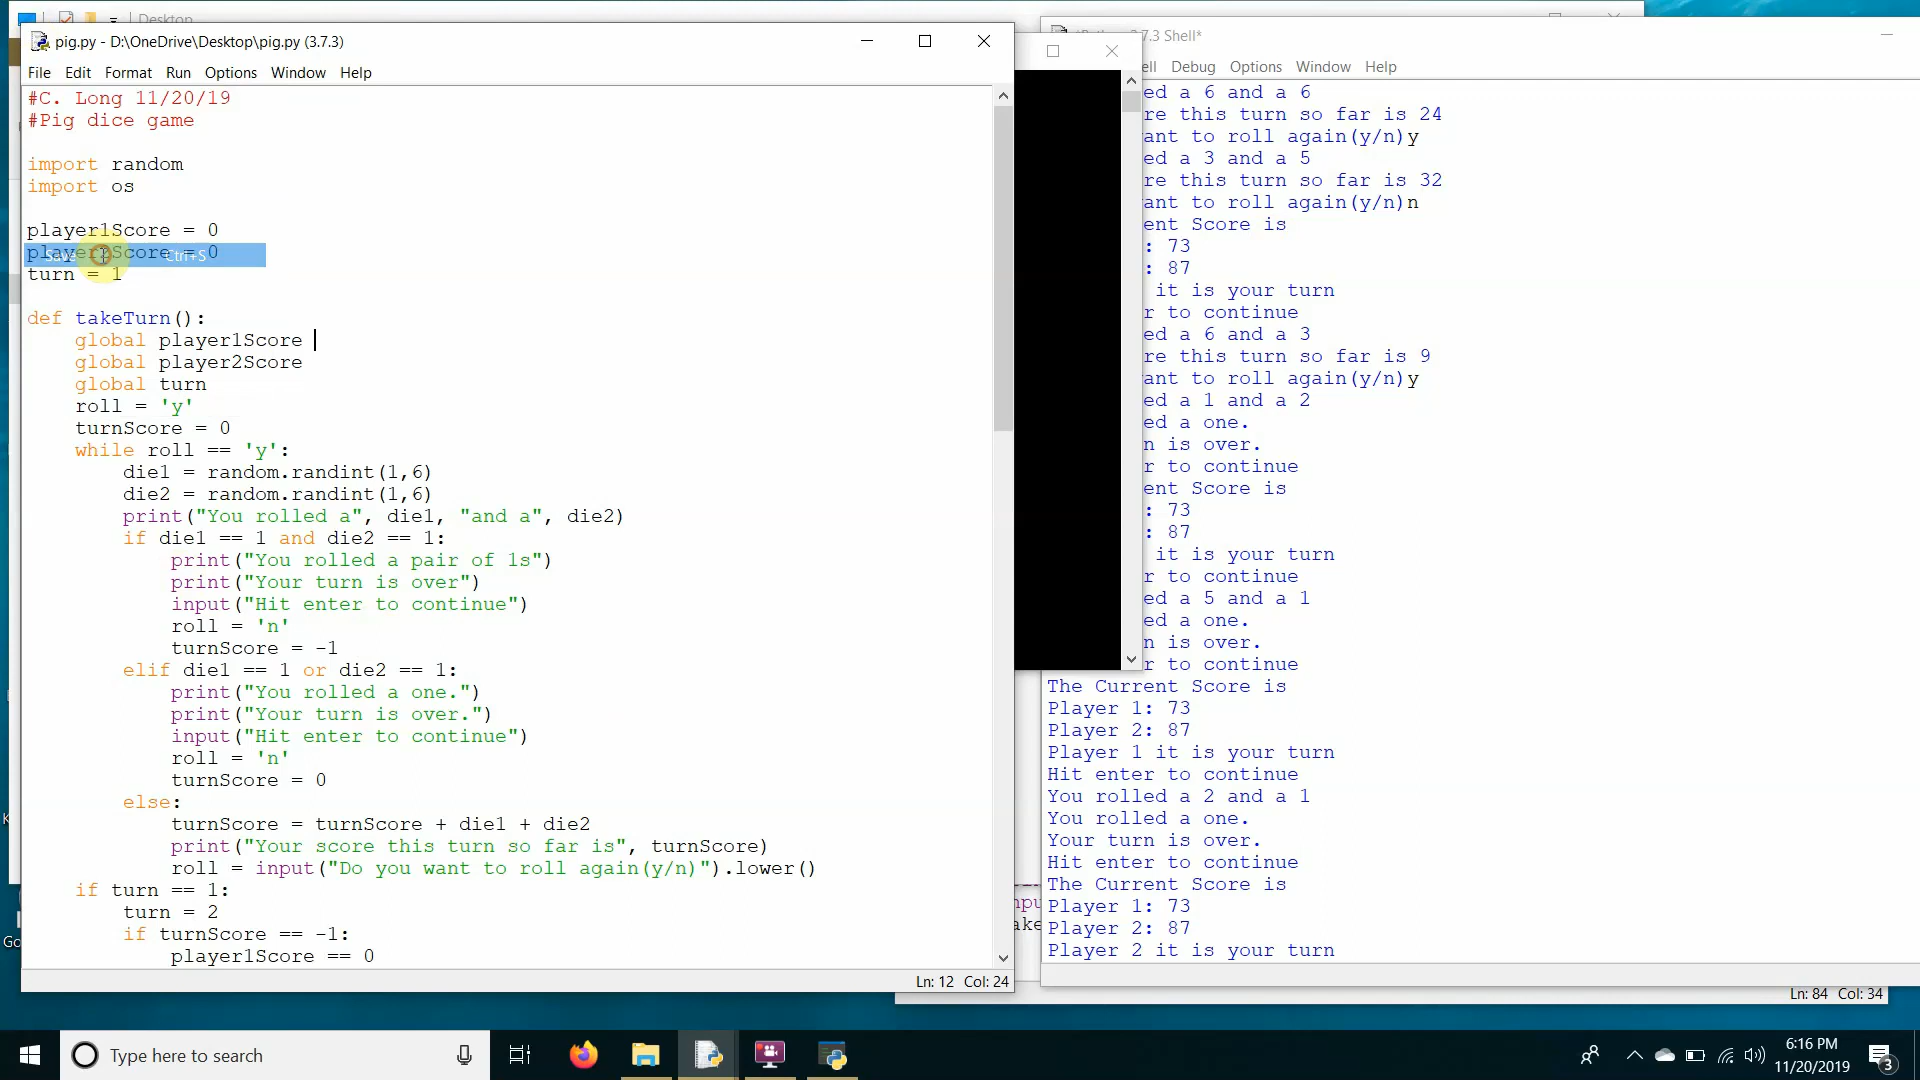 Desktop
pig.py - D:\OneDrive\Desktop\pig.py (3.7.3)
File Edit Format Run Options Window Help
#C. Long 11/20/19
#Pig dice game
import random
import os
player1Score = 0
player2Score = 0
Save Ctrl+S
turn = 1
def takeTurn():
global player1Score
global player2Score
global turn
roll = 'y'
turnScore = 0
while roll == 'y':
die1 = random.randint(1,6)
die2 = random.randint(1,6)
print("You rolled a", die1, "and a", die2)
if die1 == 1 and die2 == 1:
print("You rolled a pair of 1s")
print("Your turn is over")
input("Hit enter to continue")
roll = 'n'
turnScore = -1
elif die1 == 1 or die2 == 1:
print("You rolled a one.")
print("Your turn is over.")
input("Hit enter to continue")
roll = 'n'
turnScore = 0
else:
turnScore = turnScore + die1 + die2
print("Your score this turn so far is", turnScore)
roll = input("Do you want to roll again(y/n)").lower()
if turn == 1:
turn = 2
if turnScore == -1:
player1Score == 0
Ln: 12 Col: 24
7.3 Shell*
ell Debug Options Window Help
ed a 6 and a 6
re this turn so far is 24
ant to roll again(y/n)y
ed a 3 and a 5
re this turn so far is 32
ant to roll again(y/n)n
ent Score is
: 73
: 87
it is your turn
r to continue
ed a 6 and a 3
re this turn so far is 9
ant to roll again(y/n)y
ed a 1 and a 2
ed a one.
n is over.
r to continue
ent Score is
: 73
: 87
it is your turn
r to continue
ed a 5 and a 1
ed a one.
n is over.
r to continue
The Current Score is
Player 1: 73
Player 2: 87
Player 1 it is your turn
Hit enter to continue
You rolled a 2 and a 1
You rolled a one.
Your turn is over.
Hit enter to continue
The Current Score is
Player 1: 73
Player 2: 87
Player 2 it is your turn
Ln: 84 Col: 34
Go
Type here to search
6:16 PM
11/20/2019
3